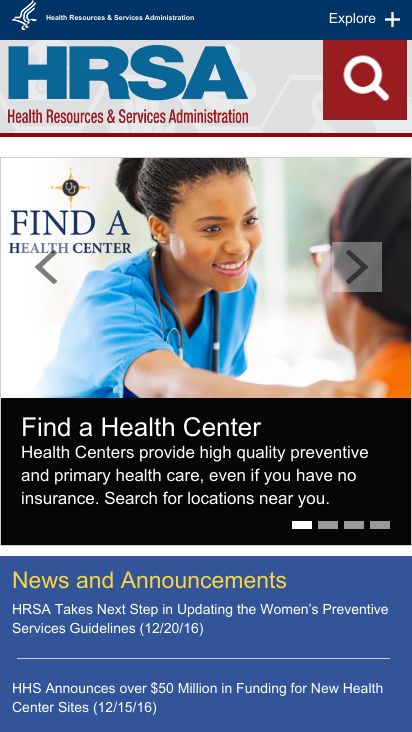 Health Resources & Services Administration
Explore
HRSA
Health Resources & Services Administration
FIND A
HEALTH CENTER
Find a Health Center
Health Centers provide high quality preventive
and primary health care, even if you have no
insurance. Search for locations near you.
News and Announcements
HRSA Takes Next Step in Updating the Women’s Preventive
Services Guidelines (12/20/16)
HHS Announces over $50 Million in Funding for New Health
Center Sites (12/15/16)